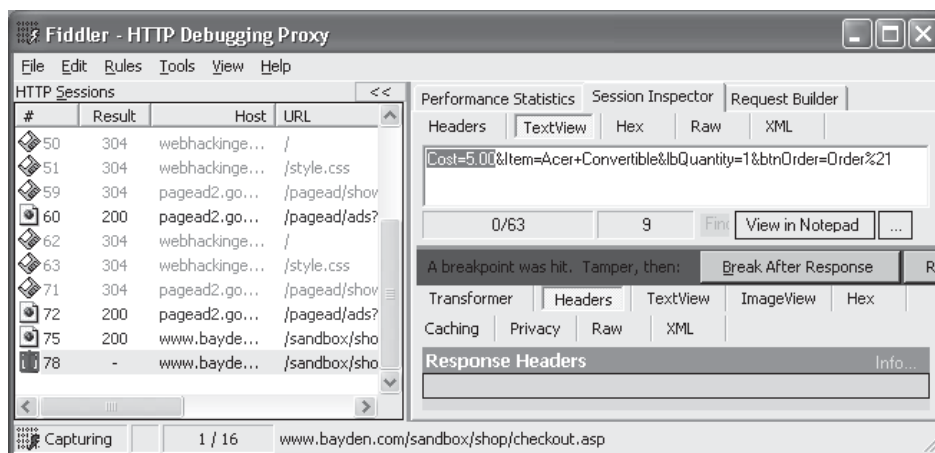 Fiddler - HTTP Debugging Proxy
File Edit Rules Tools View Help
HTTP Sessions <<
# Result Host URL
50 304 webhackinge... /
51 304 webhackinge... /style.css
59 304 pagead2.go... /pagead/show
60 200 pagead2.go... /pagead/ads?
62 304 webhackinge... /
63 304 webhackinge... /style.css
71 304 pagead2.go... /pagead/show
72 200 pagead2.go... /pagead/ads?
75 200 www.bayde... /sandbox/sho
78 - www.bayde... /sandbox/sho
Performance Statistics Session Inspector Request Builder
Headers TextView Hex Raw XML
Cost=5.00&Item=Acer+Convertible&lbQuantity=1&btnOrder=Order%21
0/63 9 Find View in Notepad ...
A breakpoint was hit. Tamper, then: Break After Response R
Transformer Headers TextView ImageView Hex
Caching Privacy Raw XML
Response Headers Info...
Capturing 1 / 16 www.bayden.com/sandbox/shop/checkout.asp